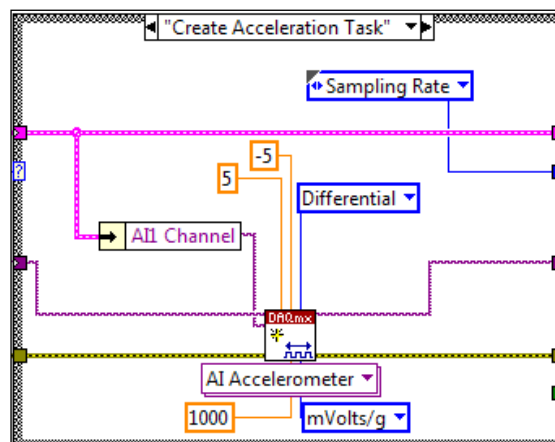 "Create Acceleration Task"
Sampling Rate
?
-5
5
Differential
AI1 Channel
DAQmx
AI Accelerometer
1000
mVolts/g